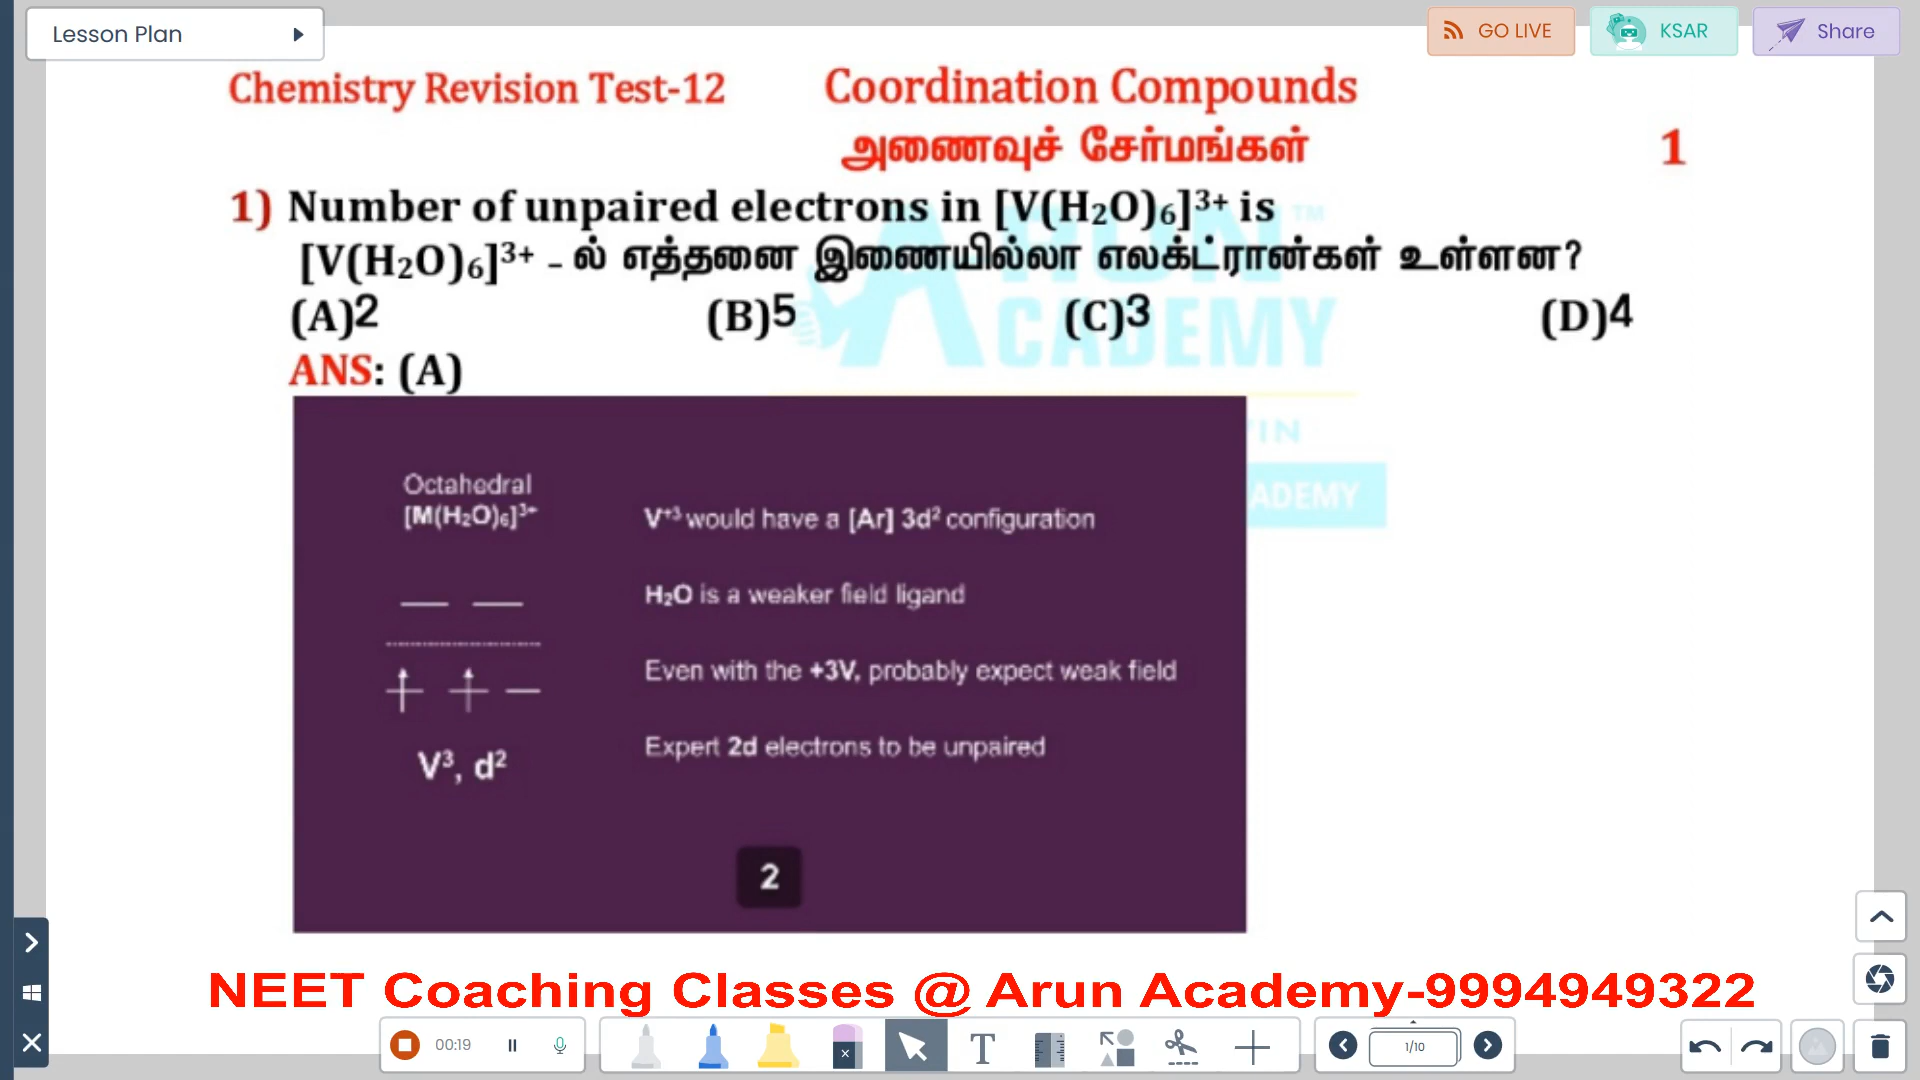 Lesson Plan
GO LIVE
KSAR
Share
Chemistry Revision Test-12 Coordination Compounds
அணைவுச் சேர்மங்கள் 1
1) Number of unpaired electrons in [V(H₂O)₆]³⁺ is
[V(H₂O)₆]³⁺ – ல் எத்தனை இணையில்லா எலக்ட்ரான்கள் உள்ளன?
(A)2 (B)5 (C)3 (D)4
ANS: (A)
Octahedral
[M(H₂O)₆]³⁺
V⁺³ would have a [Ar] 3d² configuration
H₂O is a weaker field ligand
Even with the +3V, probably expect weak field
Expert 2d electrons to be unpaired
V³, d²
2
ARUN™
ACADEMY
ADEMY
NEET Coaching Classes @ Arun Academy-9994949322
00:19
T
1/10